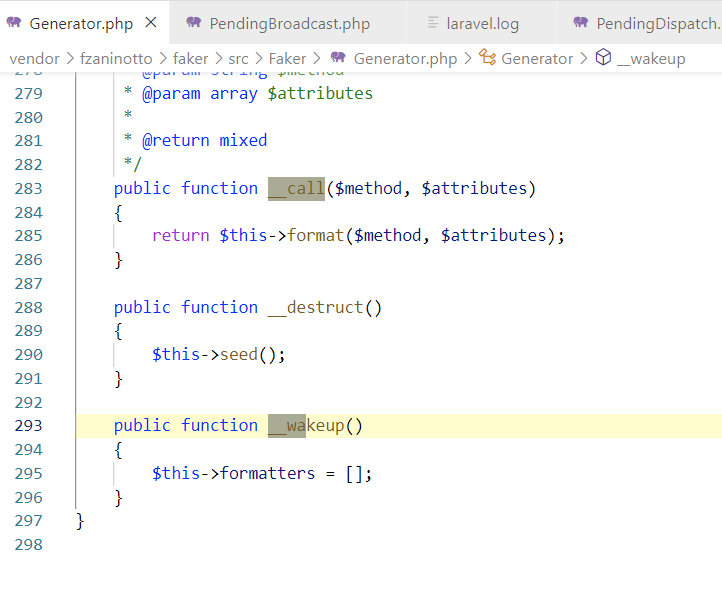 Generator.php PendingBroadcast.php laravel.log PendingDispatch.
vendor > fzaninotto > faker > src > Faker > Generator.php > Generator > __wakeup
278 * @param string $method
279 * @param array $attributes
280 *
281 * @return mixed
282 */
283 public function __call($method, $attributes)
284 {
285 return $this->format($method, $attributes);
286 }
287
288 public function __destruct()
289 {
290 $this->seed();
291 }
292
293 public function __wakeup()
294 {
295 $this->formatters = [];
296 }
297 }
298